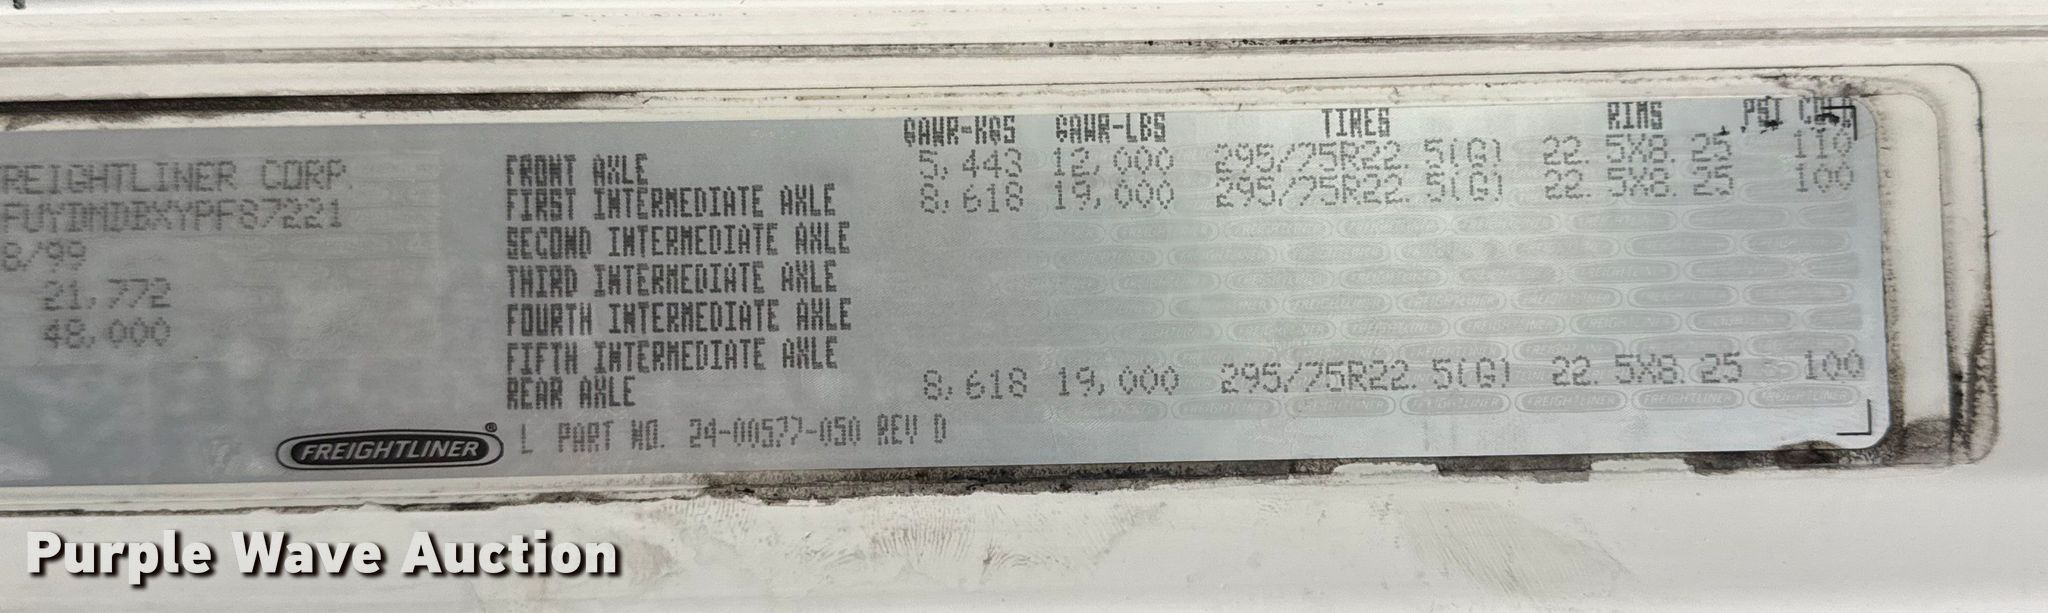 GAWR-KGS GAWR-LBS TIRES RIMS PSI COLD
REIGHTLINER CORP. FRONT AXLE 5,443 12,000 295/75R22.5(G) 22.5X8.25 110
FUYDMDBXYPF87221 FIRST INTERMEDIATE AXLE 8,618 19,000 295/75R22.5(G) 22.5X8.25 100
8/99 SECOND INTERMEDIATE AXLE
21,772 THIRD INTERMEDIATE AXLE
48,000 FOURTH INTERMEDIATE AXLE
FIFTH INTERMEDIATE AXLE
REAR AXLE 8,618 19,000 295/75R22.5(G) 22.5X8.25 100
FREIGHTLINER® L PART NO. 24-00577-050 REV D
Purple Wave Auction